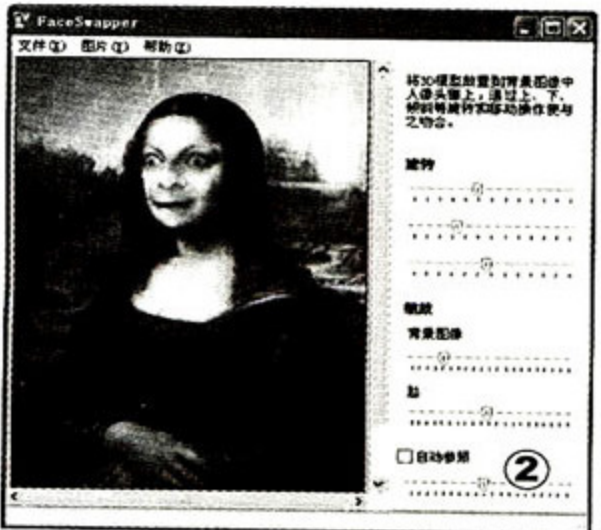 FaceSwapper
文件(F) 图片(I) 帮助(H)
将3D模型放置到背景图像中
人像头部上，通过上、下、
倾斜等旋转和移动操作使与
之吻合。
旋转
缩放
背景图像
脸
自动参照
②